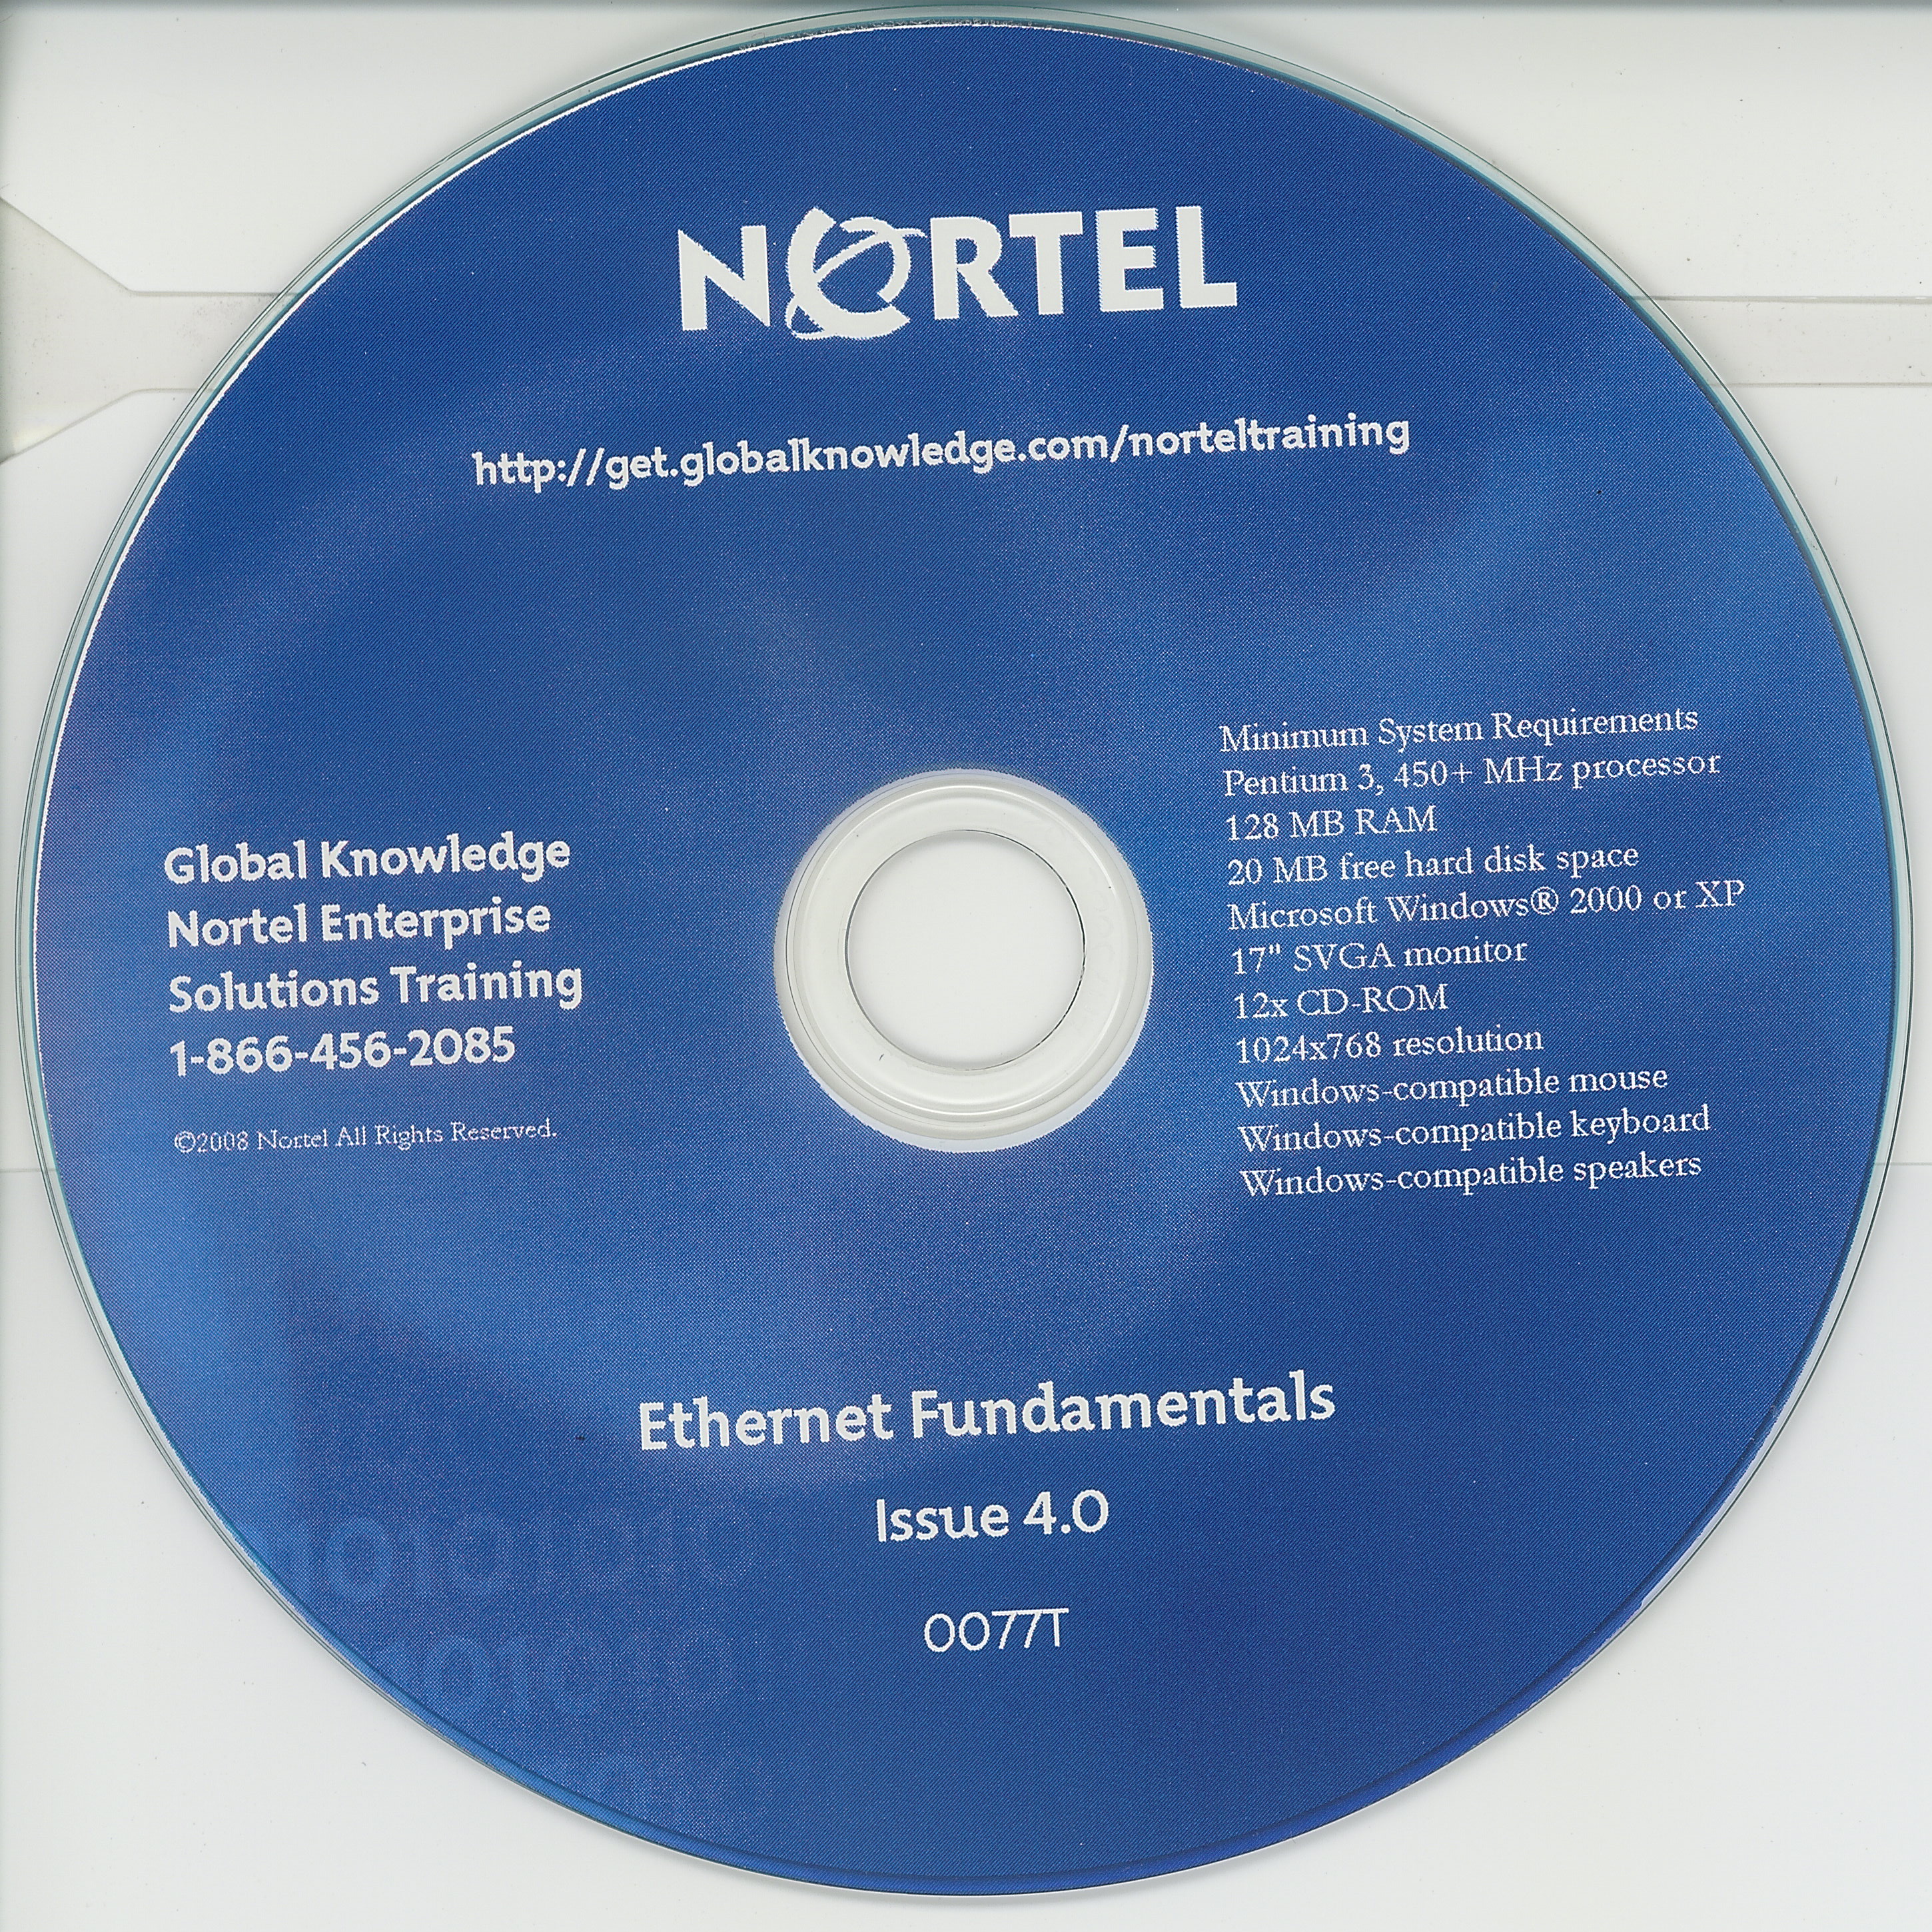 NORTEL
http://get.globalknowledge.com/norteltraining
Global Knowledge
Nortel Enterprise
Solutions Training
1-866-456-2085
©2008 Nortel All Rights Reserved.
Minimum System Requirements
Pentium 3, 450+ MHz processor
128 MB RAM
20 MB free hard disk space
Microsoft Windows® 2000 or XP
17" SVGA monitor
12x CD-ROM
1024x768 resolution
Windows-compatible mouse
Windows-compatible keyboard
Windows-compatible speakers
Ethernet Fundamentals
Issue 4.0
0077T